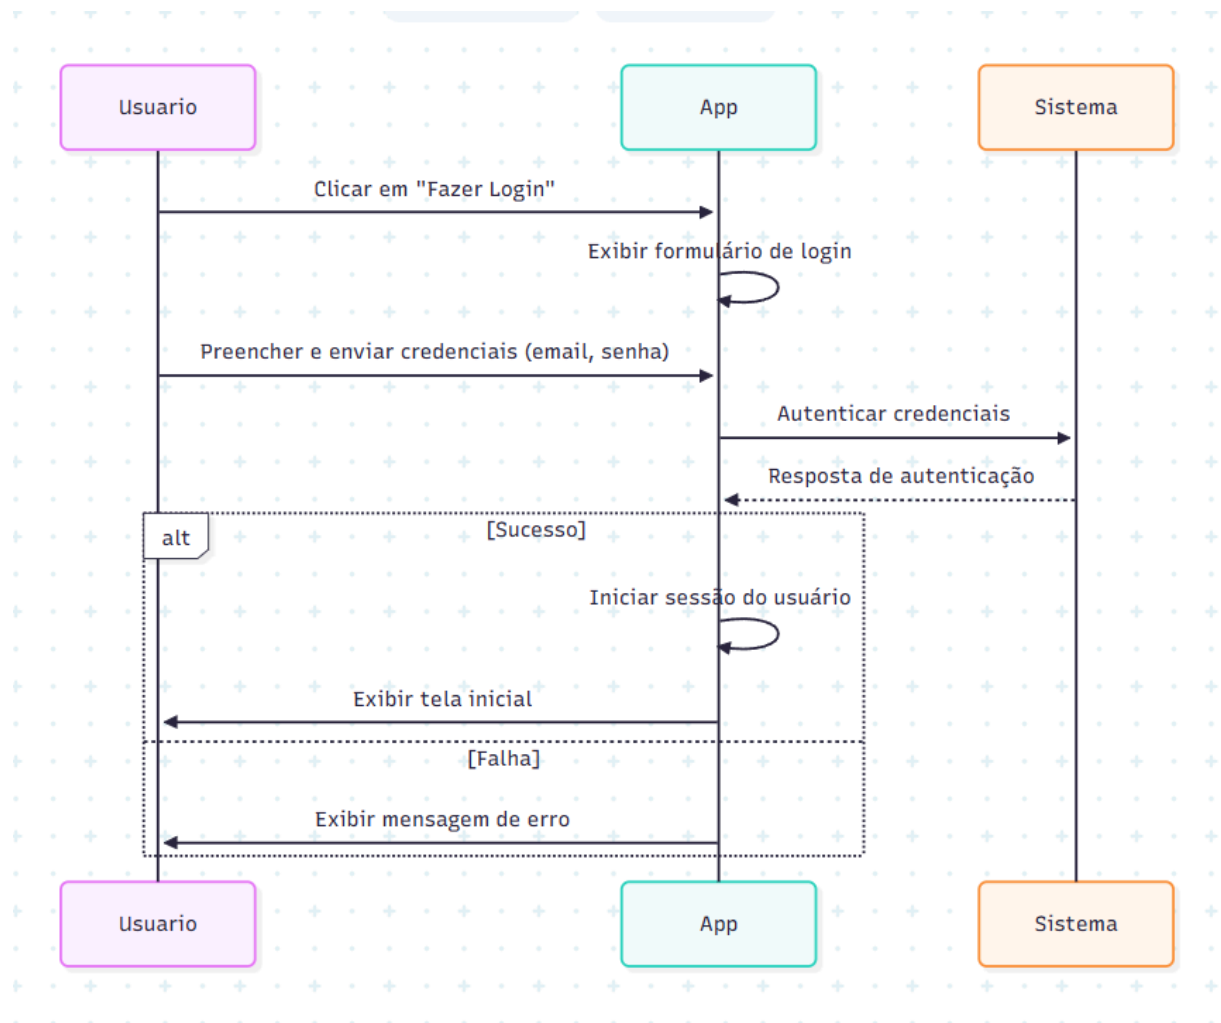 Usuario
App
Sistema
Clicar em "Fazer Login"
Exibir formulário de login
Preencher e enviar credenciais (email, senha)
Autenticar credenciais
Resposta de autenticação
alt
[Sucesso]
Iniciar sessão do usuário
Exibir tela inicial
[Falha]
Exibir mensagem de erro
Usuario
App
Sistema